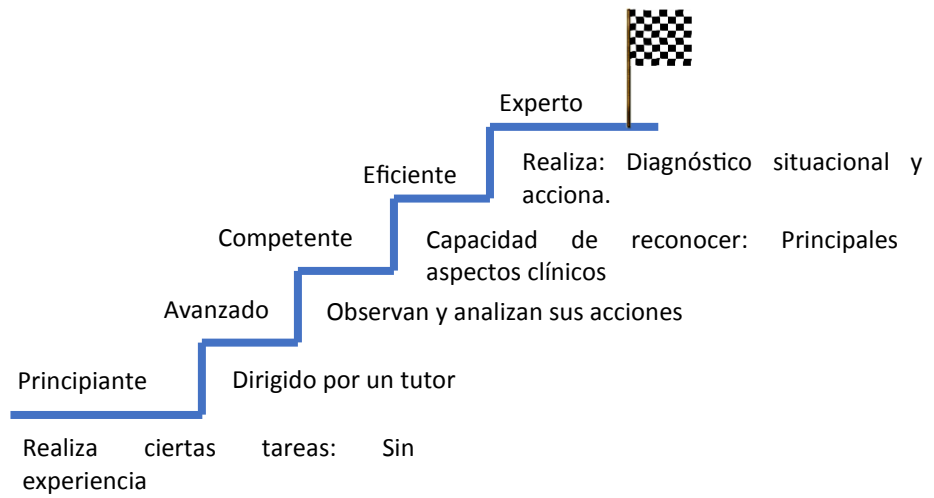 Experto
Realiza: Diagnóstico situacional y
acciona.
Eficiente
Capacidad de reconocer: Principales
aspectos clínicos
Competente
Observan y analizan sus acciones
Avanzado
Dirigido por un tutor
Principiante
Realiza ciertas tareas: Sin
experiencia